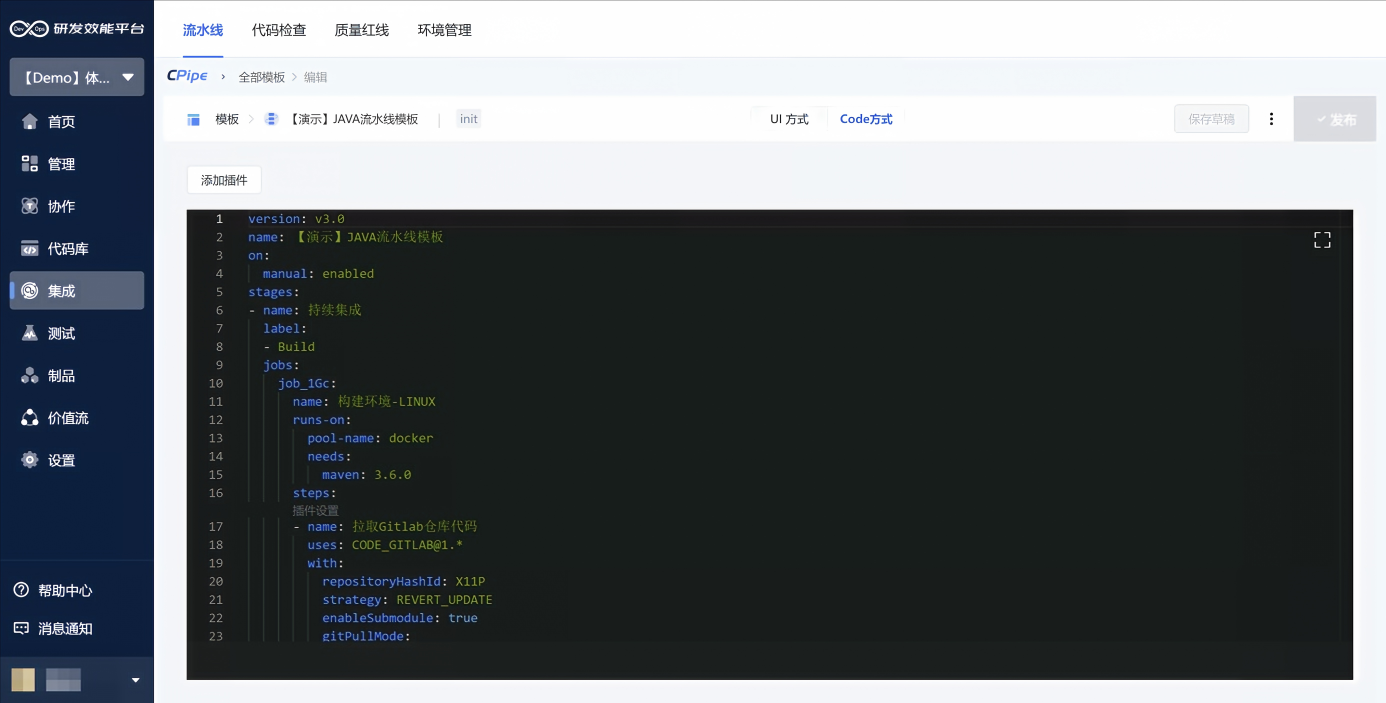 DevOps 研发效能平台
流水线 代码检查 质量红线 环境管理
【Demo】体...
首页
管理
协作
代码库
集成
测试
制品
价值流
设置
帮助中心
消息通知
CPipe › 全部模板 > 编辑
模板 > 【演示】JAVA流水线模板 | init
UI 方式 Code方式
保存草稿
发布
添加插件
1 version: v3.0
2 name: 【演示】JAVA流水线模板
3 on:
4 manual: enabled
5 stages:
6 - name: 持续集成
7 label:
8 - Build
9 jobs:
10 job_1Gc:
11 name: 构建环境-LINUX
12 runs-on:
13 pool-name: docker
14 needs:
15 maven: 3.6.0
16 steps:
插件设置
17 - name: 拉取Gitlab仓库代码
18 uses: CODE_GITLAB@1.*
19 with:
20 repositoryHashId: X11P
21 strategy: REVERT_UPDATE
22 enableSubmodule: true
23 gitPullMode: